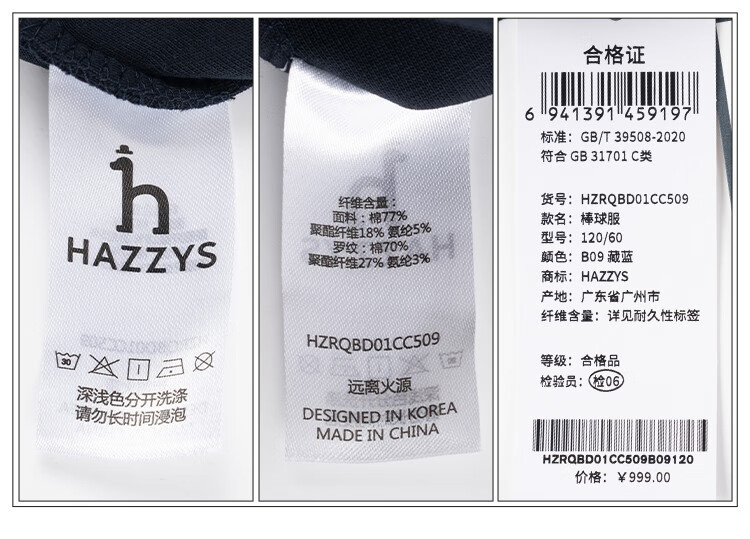 HAZZYS
30
深浅色分开洗涤
请勿长时间浸泡
纤维含量：
面料：棉77%
聚酯纤维18% 氨纶5%
罗纹：棉70%
聚酯纤维27% 氨纶3%
HZRQBD01CC509
远离火源
DESIGNED IN KOREA
MADE IN CHINA
合格证
6 941391 459197
标准：GB/T 39508-2020
符合 GB 31701 C类
货号：HZRQBD01CC509
款名：棒球服
型号：120/60
颜色：B09 藏蓝
商标：HAZZYS
产地：广东省广州市
纤维含量：详见耐久性标签
等级：合格品
检验员：检06
HZRQBD01CC509B09120
价格：￥999.00